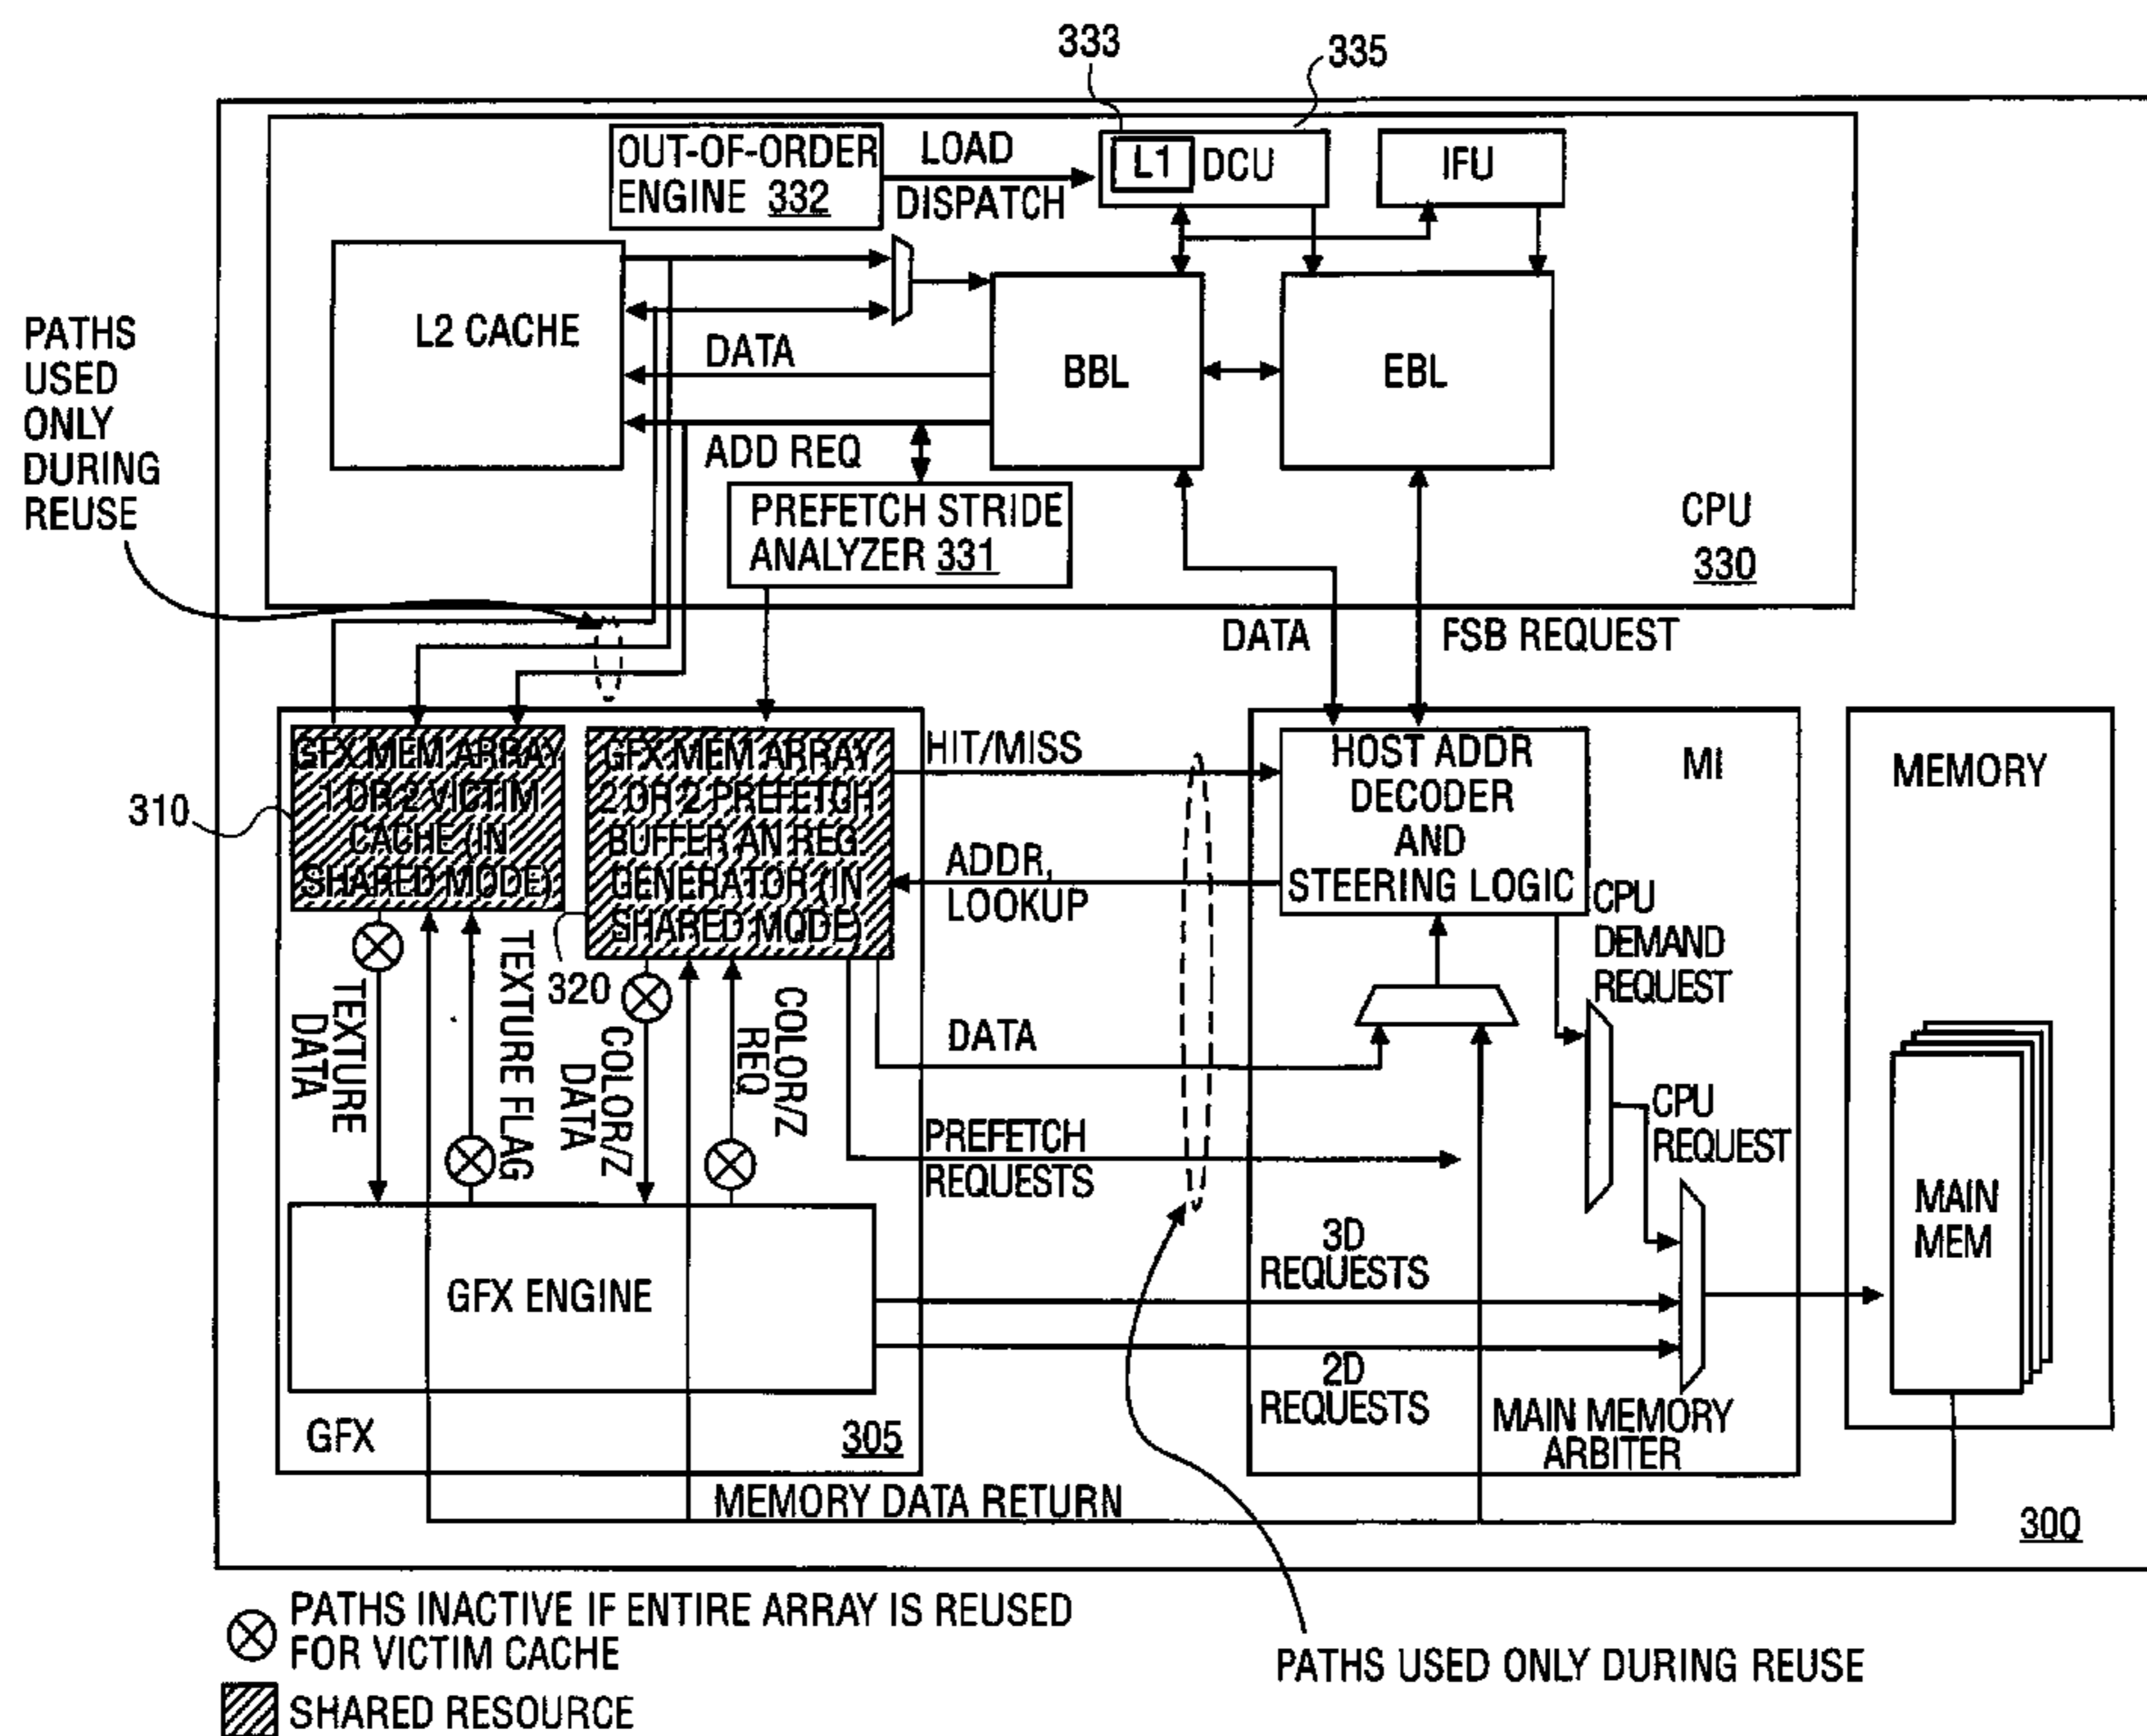 333
335
OUT-OF-ORDER
ENGINE 332
LOAD
DISPATCH
L1
DCU
IFU
PATHS
USED
ONLY
DURING
REUSE
L2 CACHE
DATA
ADD REQ
BBL
EBL
PREFETCH STRIDE
ANALYZER 331
CPU
330
DATA
FSB REQUEST
310
GFX MEM ARRAY
1 OR 2 VICTIM
CACHE (IN
SHARED MODE)
GFX MEM ARRAY
2 OR 2 PREFETCH
BUFFER AN REG.
GENERATOR (IN
SHARED MODE)
320
HIT/MISS
ADDR,
LOOKUP
HOST ADDR
DECODER
AND
STEERING LOGIC
MI
MEMORY
CPU
DEMAND
REQUEST
TEXTURE
DATA
TEXTURE FLAG
COLOR/Z
DATA
COLOR/Z
REQ
DATA
PREFETCH
REQUESTS
CPU
REQUEST
MAIN
MEM
GFX ENGINE
3D
REQUESTS
2D
REQUESTS
MAIN MEMORY
ARBITER
GFX
305
MEMORY DATA RETURN
300
PATHS INACTIVE IF ENTIRE ARRAY IS REUSED
FOR VICTIM CACHE
SHARED RESOURCE
PATHS USED ONLY DURING REUSE